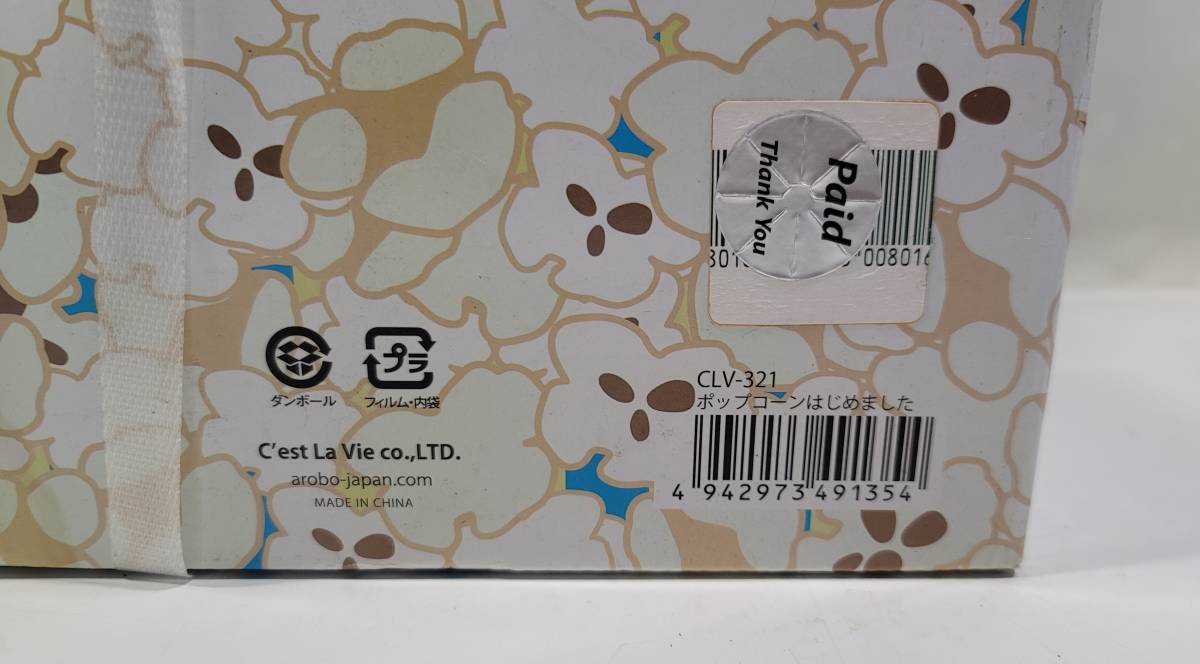 Paid
Thank You
008016
プラ
ダンボール
フィルム・内袋
C'est La Vie co.,LTD.
arobo-japan.com
MADE IN CHINA
CLV-321
ポップコーンはじめました
4 942973 491354